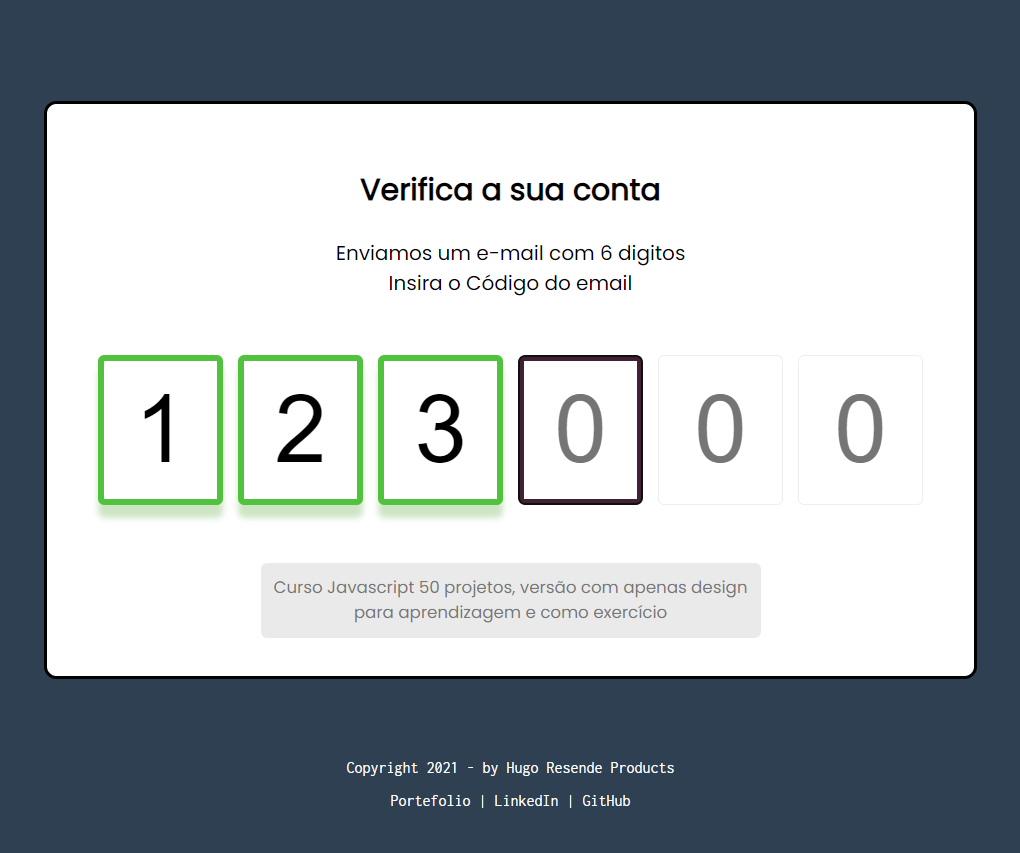 Verifica a sua conta
Enviamos um e-mail com 6 digitos
Insira o Código do email
1 2 3 0 0 0
Curso Javascript 50 projetos, versão com apenas design
para aprendizagem e como exercício
Copyright 2021 - by Hugo Resende Products
Portefolio | LinkedIn | GitHub